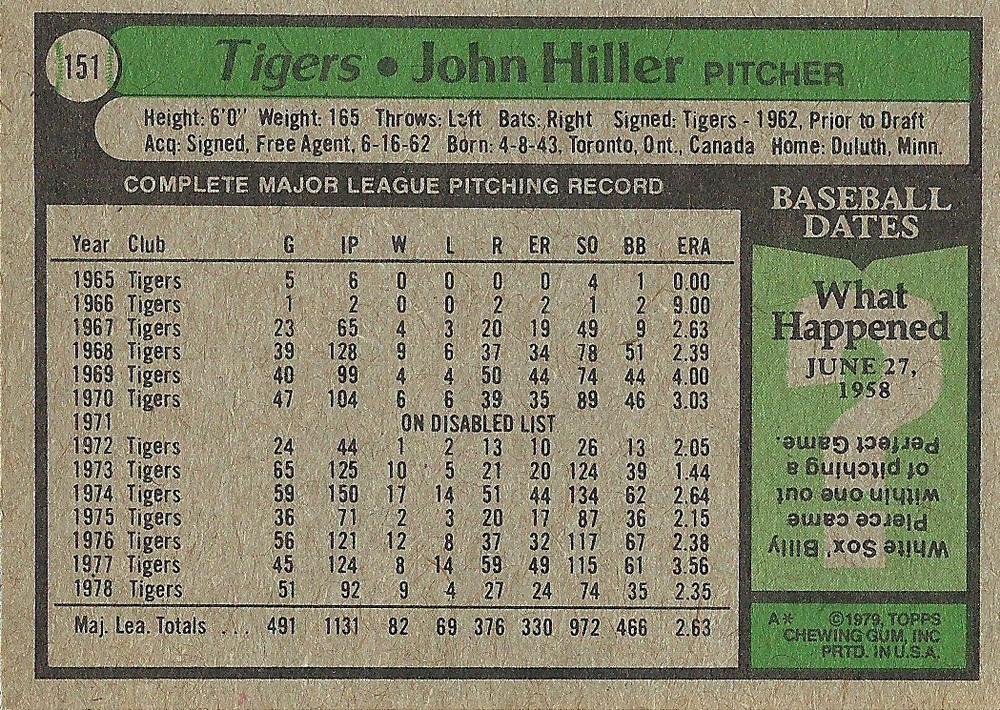 151
Tigers • John Hiller PITCHER
Height: 6'0" Weight: 165 Throws: Left Bats: Right Signed: Tigers - 1962, Prior to Draft
Acq: Signed, Free Agent, 6-16-62 Born: 4-8-43, Toronto, Ont., Canada Home: Duluth, Minn.
COMPLETE MAJOR LEAGUE PITCHING RECORD
Year Club G IP W L R ER SO BB ERA
1965 Tigers 5 6 0 0 0 0 4 1 0.00
1966 Tigers 1 2 0 0 2 2 1 2 9.00
1967 Tigers 23 65 4 3 20 19 49 9 2.63
1968 Tigers 39 128 9 6 37 34 78 51 2.39
1969 Tigers 40 99 4 4 50 44 74 44 4.00
1970 Tigers 47 104 6 6 39 35 89 46 3.03
1971 ON DISABLED LIST
1972 Tigers 24 44 1 2 13 10 26 13 2.05
1973 Tigers 65 125 10 5 21 20 124 39 1.44
1974 Tigers 59 150 17 14 51 44 134 62 2.64
1975 Tigers 36 71 2 3 20 17 87 36 2.15
1976 Tigers 56 121 12 8 37 32 117 67 2.38
1977 Tigers 45 124 8 14 59 49 115 61 3.56
1978 Tigers 51 92 9 4 27 24 74 35 2.35
Maj. Lea. Totals ... 491 1131 82 69 376 330 972 466 2.63
BASEBALL
DATES
What
Happened
JUNE 27,
1958
?
White Sox' Billy
Pierce came
within one out
of pitching a
Perfect Game.
A* ©1979, TOPPS
CHEWING GUM, INC
PRTD. IN U.S.A.